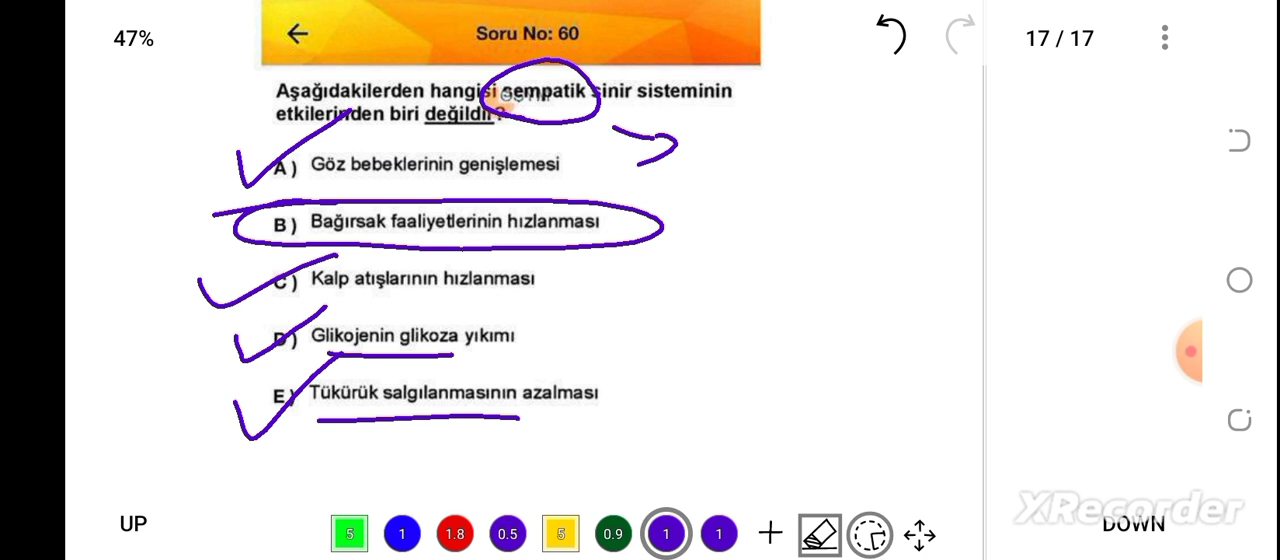 47%
Soru No: 60
17 / 17
Aşağıdakilerden hangisi sempatik sinir sisteminin
etkilerinden biri değildir?
A) Göz bebeklerinin genişlemesi
B) Bağırsak faaliyetlerinin hızlanması
C) Kalp atışlarının hızlanması
D) Glikojenin glikoza yıkımı
E) Tükürük salgılanmasının azalması
UP
5 1 1.8 0.5 5 0.9 1 1
XRecorder
DOWN